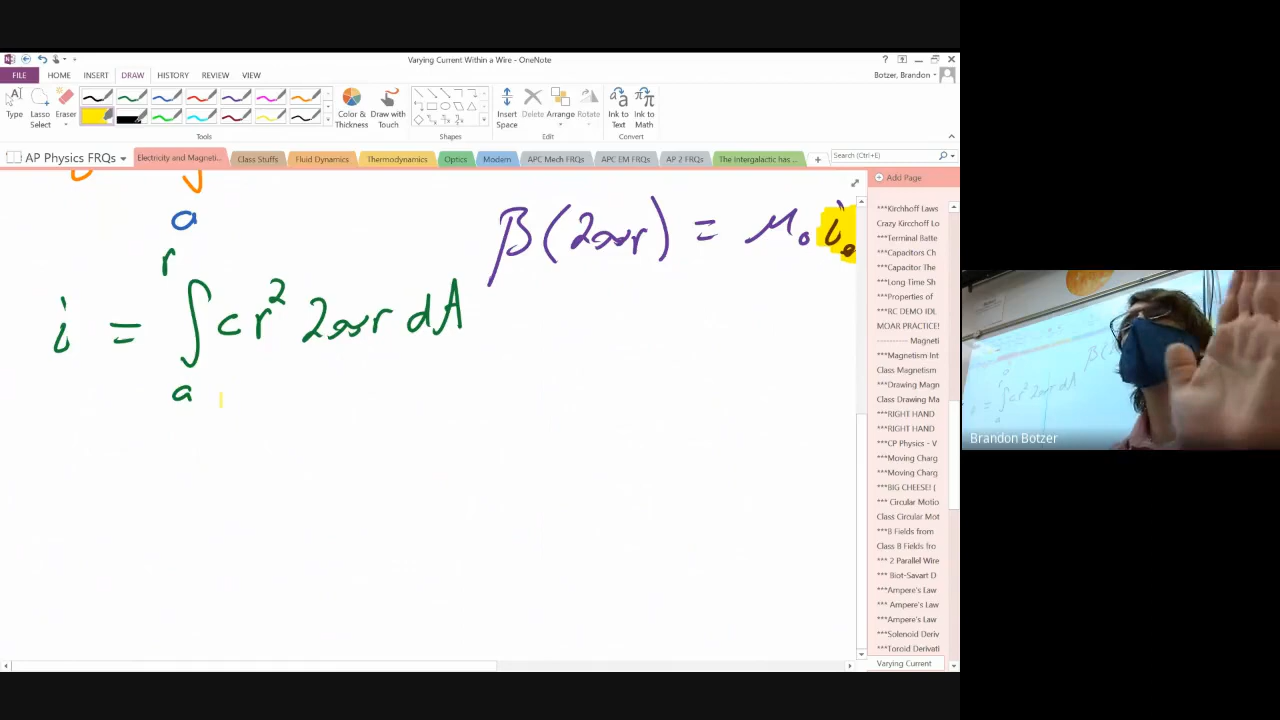 Varying Current Within a Wire - OneNote
FILE HOME INSERT DRAW HISTORY REVIEW VIEW
Botzer, Brandon
Type
Lasso Select
Eraser
Color & Thickness
Draw with Touch
Insert Space
Delete
Arrange
Rotate
Ink to Text
Ink to Math
Tools
Shapes
Edit
Convert
AP Physics FRQs
Electricity and Magneti...
Class Stuffs
Fluid Dynamics
Thermodynamics
Optics
Modern
APC Mech FRQs
APC EM FRQs
AP 2 FRQs
The Intergalactic has ...
Search (Ctrl+E)
Add Page
a
B(2πr) = μ₀ i
r
i = ∫ c r² 2πr dA
a
***Kirchhoff Laws
Crazy Kircchoff Lo
***Terminal Batte
***Capacitors Ch
***Capacitor The
***Long Time Sh
***Properties of
***RC DEMO IDL
MOAR PRACTICE!
---------- Magneti
***Magnetism Int
Class Magnetism
***Drawing Magn
Class Drawing Ma
***RIGHT HAND
***RIGHT HAND
***CP Physics - V
***Moving Charg
***Moving Charg
***BIG CHEESE! (
*** Circular Motio
Class Circular Mot
***B Fields from
Class B Fields fro
*** 2 Parallel Wire
*** Biot-Savart D
***Ampere's Law
*** Ampere's Law
***Ampere's Law
***Solenoid Deriv
***Toroid Derivati
Varying Current
Brandon Botzer